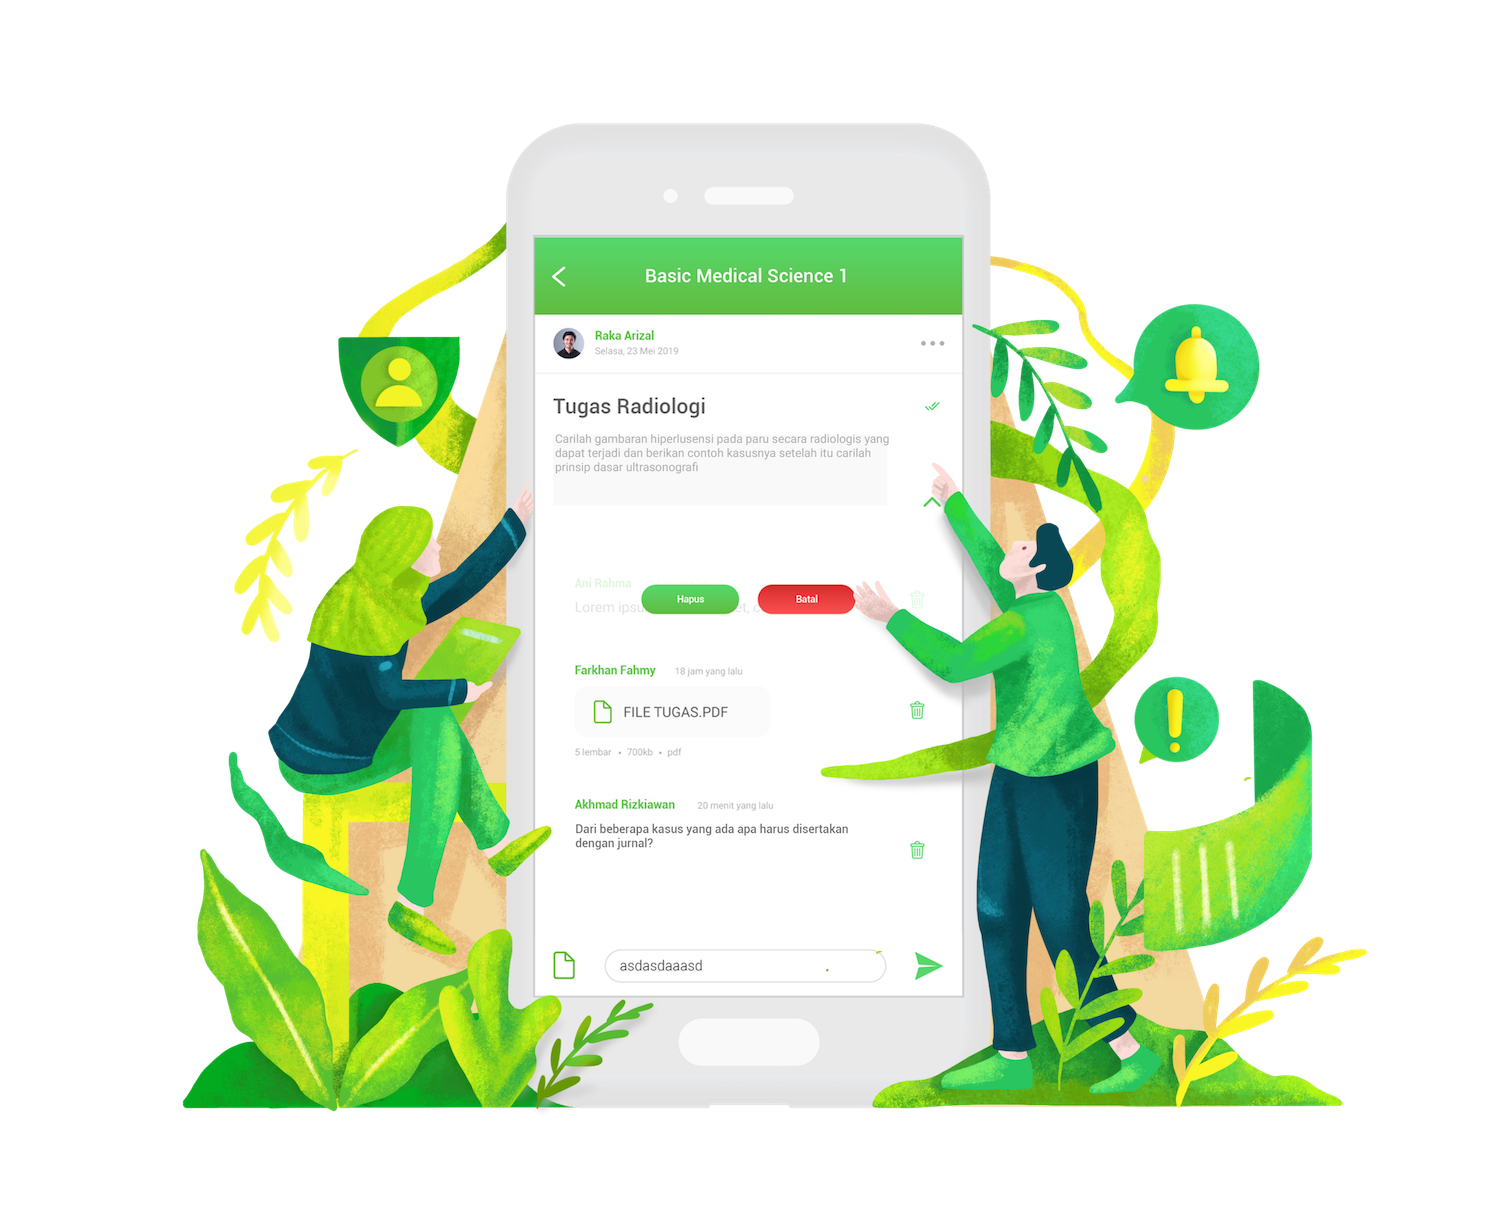 Basic Medical Science 1
Raka Arizal
Selasa, 23 Mei 2019
Tugas Radiologi
Carilah gambaran hiperlusensi pada paru secara radiologis yang
dapat terjadi dan berikan contoh kasusnya setelah itu carilah
prinsip dasar ultrasonografi
Ani Rahma
Hapus
Batal
Lorem
Farkhan Fahmy 18 jam yang lalu
FILE TUGAS.PDF
5 lembar • 700kb • pdf
Akhmad Rizkiawan 20 menit yang lalu
Dari beberapa kasus yang ada apa harus disertakan
dengan jurnal?
asdasdaaasd